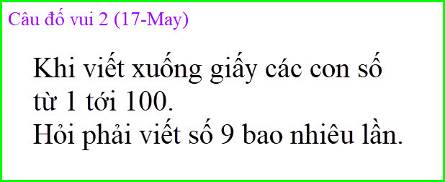 Câu đố vui 2 (17-May)
Khi viết xuống giấy các con số
từ 1 tới 100.
Hỏi phải viết số 9 bao nhiêu lần.